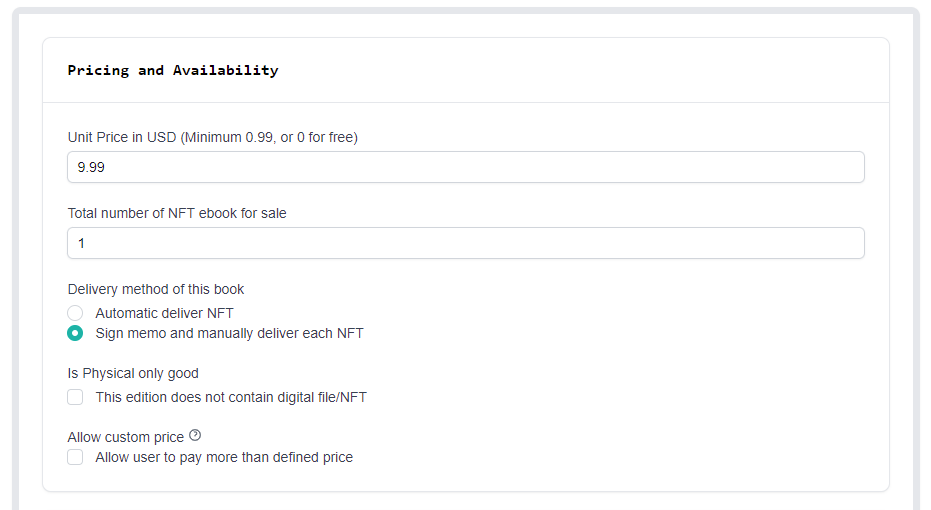 Pricing and Availability
Unit Price in USD (Minimum 0.99, or 0 for free)
9.99
Total number of NFT ebook for sale
1
Delivery method of this book
Automatic deliver NFT
Sign memo and manually deliver each NFT
Is Physical only good
This edition does not contain digital file/NFT
Allow custom price ?
Allow user to pay more than defined price